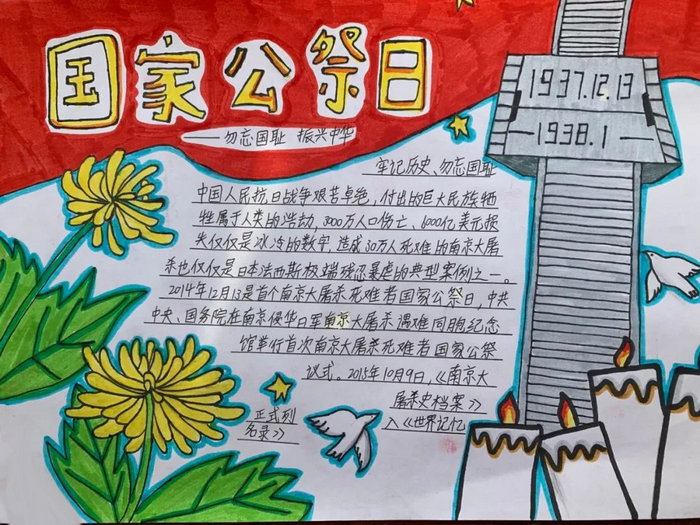 国家公祭日
——勿忘国耻 振兴中华
1937.12.13
—1938.1—
牢记历史、勿忘国耻
中国人民抗日战争艰苦卓绝，付出的巨大民族牺
牲属于人类的浩劫，3500万人口伤亡、6000亿美元损
失仅仅是冰冷的数字，造成30万人死难的南京大屠
杀也仅仅是日本法西斯极端残忍暴虐的典型案例之一。
2014年12月13是首个南京大屠杀死难者国家公祭日，中共
中央、国务院在南京侵华日军南京大屠杀遇难同胞纪念
馆举行首次南京大屠杀死难者国家公祭
仪式。2015年10月9日，《南京大
屠杀史档案》
正式列
入《世界记忆
名录》